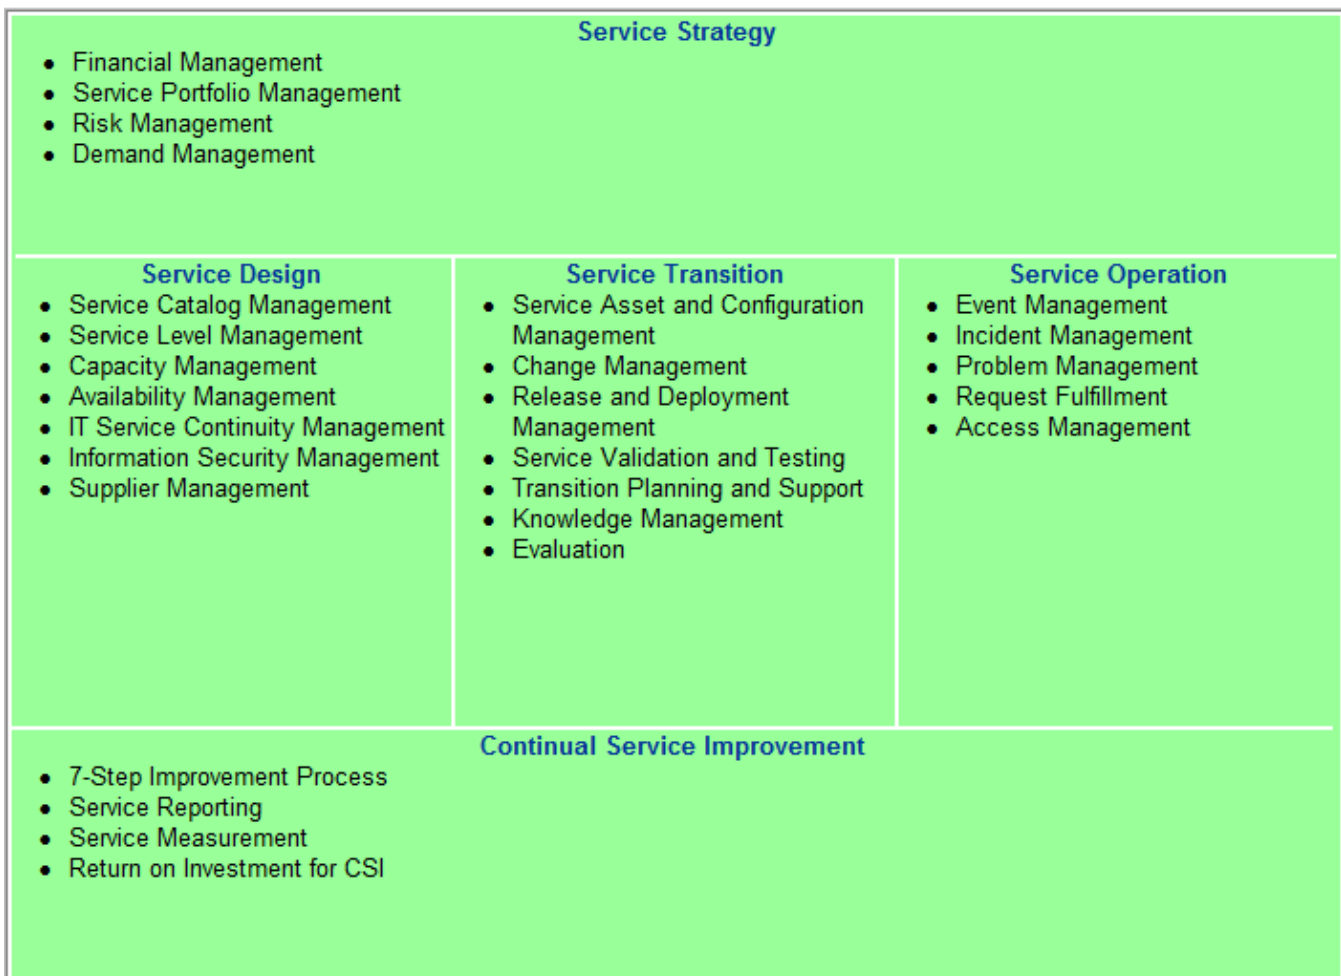 Service Strategy
● Financial Management
● Service Portfolio Management
● Risk Management
● Demand Management
Service Design
● Service Catalog Management
● Service Level Management
● Capacity Management
● Availability Management
● IT Service Continuity Management
● Information Security Management
● Supplier Management
Service Transition
● Service Asset and Configuration
Management
● Change Management
● Release and Deployment
Management
● Service Validation and Testing
● Transition Planning and Support
● Knowledge Management
● Evaluation
Service Operation
● Event Management
● Incident Management
● Problem Management
● Request Fulfillment
● Access Management
Continual Service Improvement
● 7-Step Improvement Process
● Service Reporting
● Service Measurement
● Return on Investment for CSI